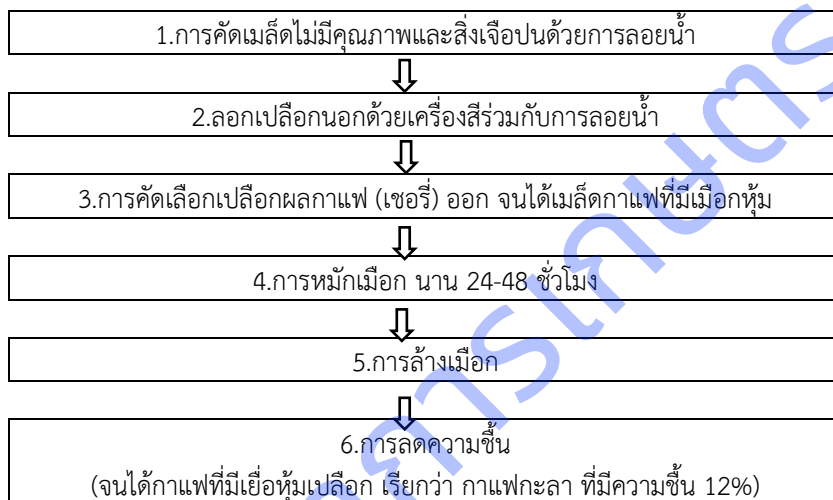 1.การคัดเมล็ดไม่มีคุณภาพและสิ่งเจือปนด้วยการลอยน้ำ
2.ลอกเปลือกนอกด้วยเครื่องสีร่วมกับการลอยน้ำ
3.การคัดเลือกเปลือกผลกาแฟ (เชอรี่) ออก จนได้เมล็ดกาแฟที่มีเมือกหุ้ม
4.การหมักเมือก นาน 24-48 ชั่วโมง
5.การล้างเมือก
6.การลดความชื้น
(จนได้กาแฟที่มีเยื่อหุ้มเปลือก เรียกว่า กาแฟกะลา ที่มีความชื้น 12%)